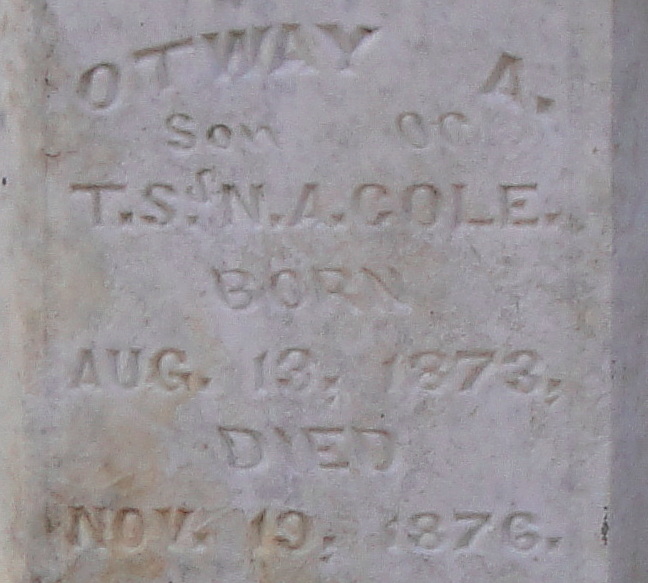 OTWAY A.
Son OF
T.S. & N.A. COLE.
BORN
AUG. 13, 1873,
DIED
NOV. 19, 1876.